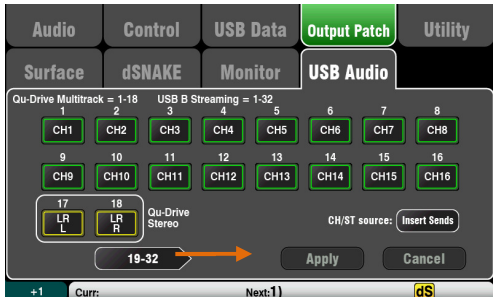 Audio Control USB Data Output Patch Utility
Surface dSNAKE Monitor USB Audio
Qu-Drive Multitrack = 1-18 USB B Streaming = 1-32
1 2 3 4 5 6 7 8
CH1 CH2 CH3 CH4 CH5 CH6 CH7 CH8
9 10 11 12 13 14 15 16
CH9 CH10 CH11 CH12 CH13 CH14 CH15 CH16
17 18
LR L LR R Qu-Drive Stereo CH/ST source: Insert Sends
19-32 Apply Cancel
+1 Curr: Next:1) dS